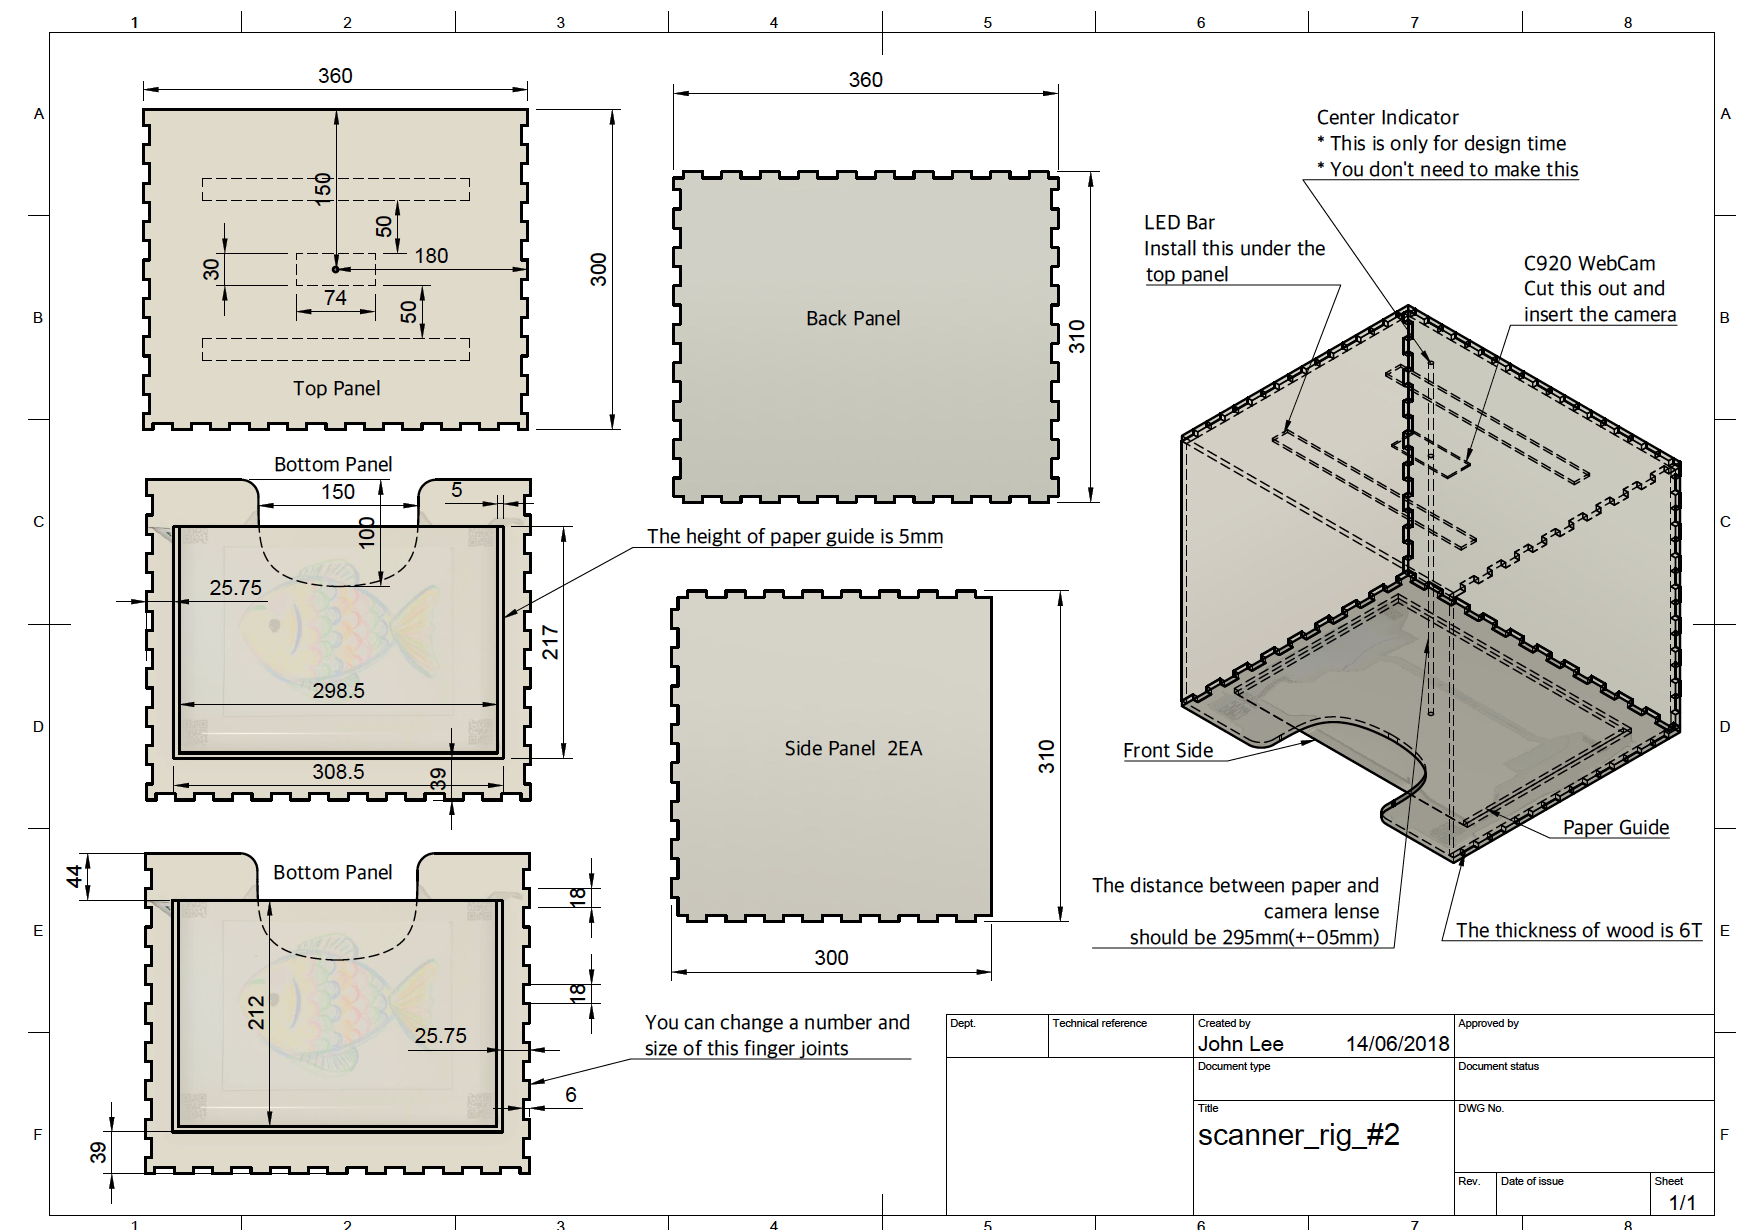 1 2 3 4 5 6 7 8
A
B
C
D
E
F
A
B
C
D
E
F
1 2 3 4 5 6 7 8
360
150
50
180
30
74
50
300
Top Panel
360
Back Panel
310
Center Indicator
* This is only for design time
* You don't need to make this
LED Bar
Install this under the
top panel
C920 WebCam
Cut this out and
insert the camera
Bottom Panel
150
5
100
25.75
217
298.5
308.5
39
The height of paper guide is 5mm
Side Panel 2EA
310
300
Front Side
Paper Guide
The distance between paper and
camera lense
should be 295mm(+-05mm)
The thickness of wood is 6T
Bottom Panel
44
18
18
212
25.75
6
39
You can change a number and
size of this finger joints
Dept.
Technical reference
Created by
John Lee 14/06/2018
Approved by
Document type
Document status
Title
scanner_rig_#2
DWG No.
Rev.
Date of issue
Sheet
1/1